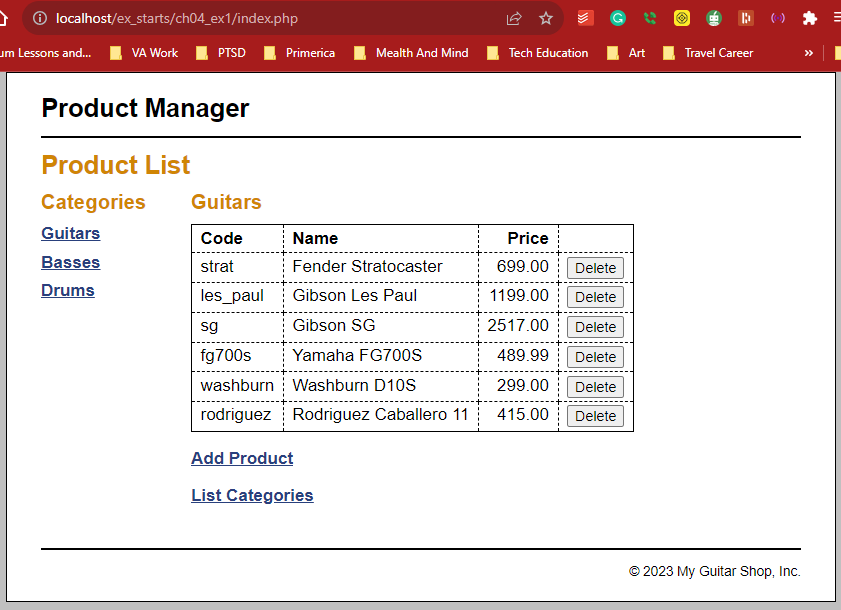 localhost/ex_starts/ch04_ex1/index.php
um Lessons and... VA Work PTSD Primerica Mealth And Mind Tech Education Art Travel Career »
Product Manager
Product List
Categories
Guitars
Basses
Drums
Guitars
Code Name Price
strat Fender Stratocaster 699.00 Delete
les_paul Gibson Les Paul 1199.00 Delete
sg Gibson SG 2517.00 Delete
fg700s Yamaha FG700S 489.99 Delete
washburn Washburn D10S 299.00 Delete
rodriguez Rodriguez Caballero 11 415.00 Delete
Add Product
List Categories
© 2023 My Guitar Shop, Inc.